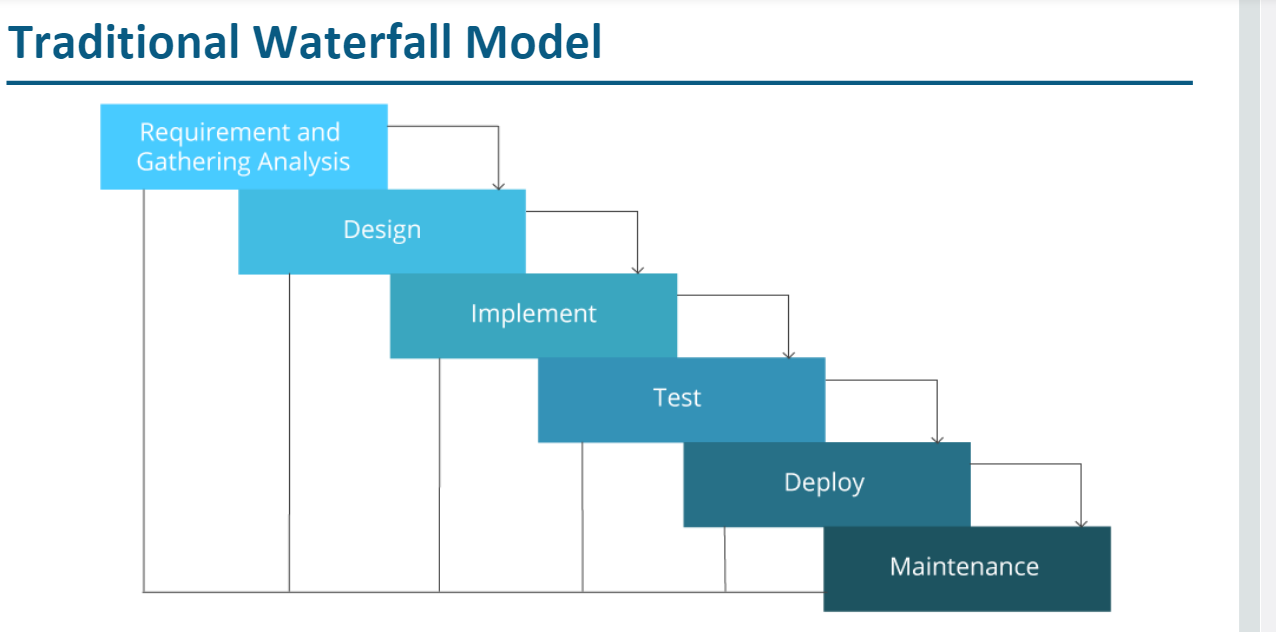 Traditional Waterfall Model
Requirement and
Gathering Analysis
Design
Implement
Test
Deploy
Maintenance